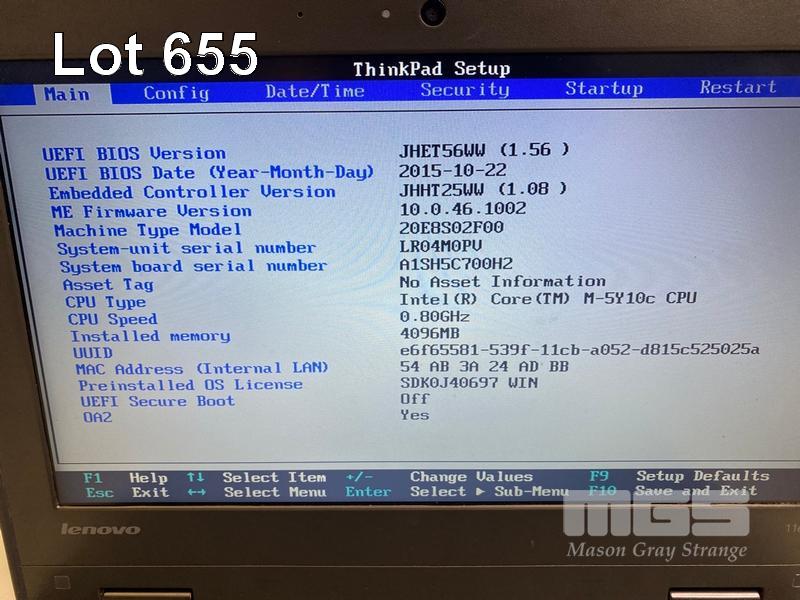 Lot 655
ThinkPad Setup
Main Config Date/Time Security Startup Restart
UEFI BIOS Version JHET56WW (1.56 )
UEFI BIOS Date (Year-Month-Day) 2015-10-22
Embedded Controller Version JHHT25WW (1.08 )
ME Firmware Version 10.0.46.1002
Machine Type Model 20E8S02F00
System-unit serial number LR04M0PV
System board serial number A1SH5C700H2
Asset Tag No Asset Information
CPU Type Intel(R) Core(TM) M-5Y10c CPU
CPU Speed 0.80GHz
Installed memory 4096MB
UUID e6f65581-539f-11cb-a052-d815c525025a
MAC Address (Internal LAN) 54 AB 3A 24 AD BB
Preinstalled OS License SDK0J40697 WIN
UEFI Secure Boot Off
OA2 Yes
F1 Help ↑↓ Select Item +/- Change Values F9 Setup Defaults
Esc Exit ↔ Select Menu Enter Select ▶ Sub-Menu F10 Save and Exit
lenovo
MGS
Mason Gray Strange